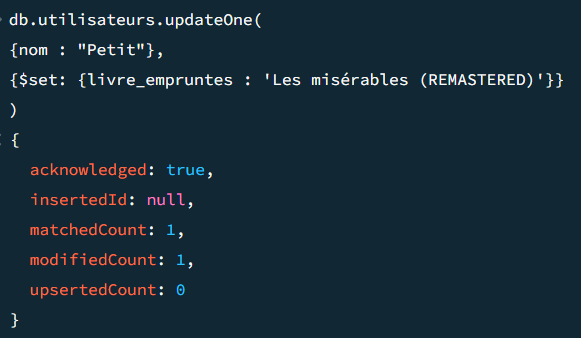 db.utilisateurs.updateOne(
{nom : "Petit"},
{$set: {livre_empruntes : 'Les misérables (REMASTERED)'}}
)
{
acknowledged: true,
insertedId: null,
matchedCount: 1,
modifiedCount: 1,
upsertedCount: 0
}